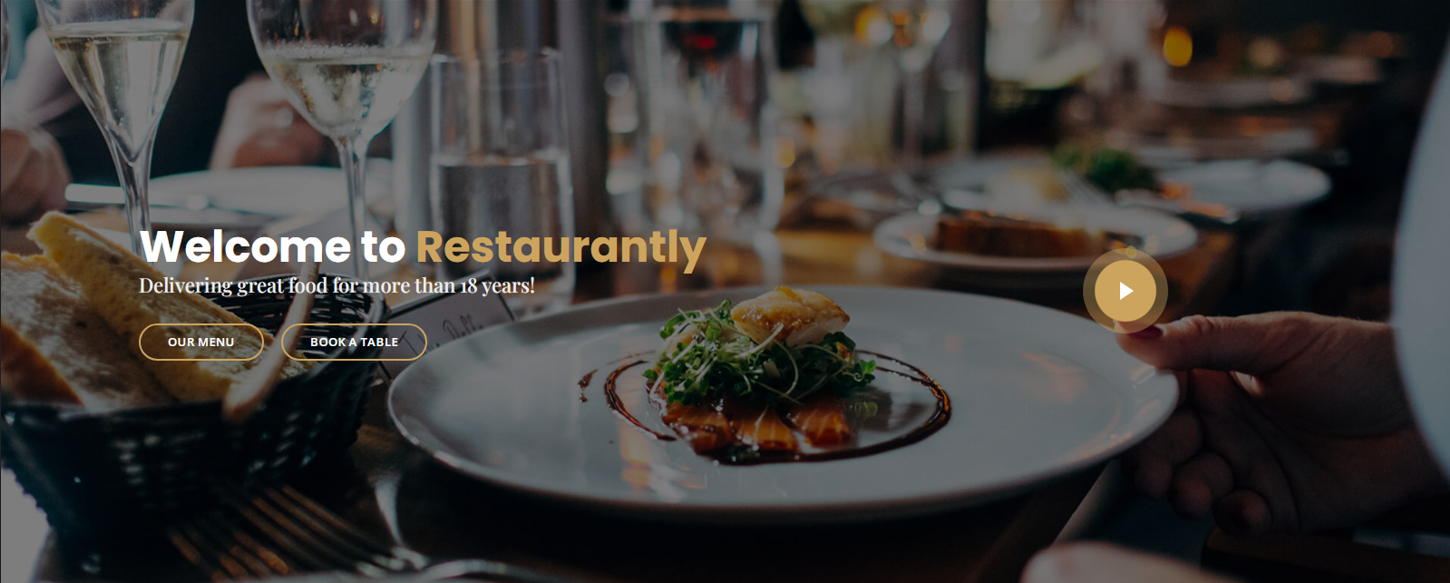 Welcome to Restaurantly
Delivering great food for more than 18 years!
OUR MENU
BOOK A TABLE